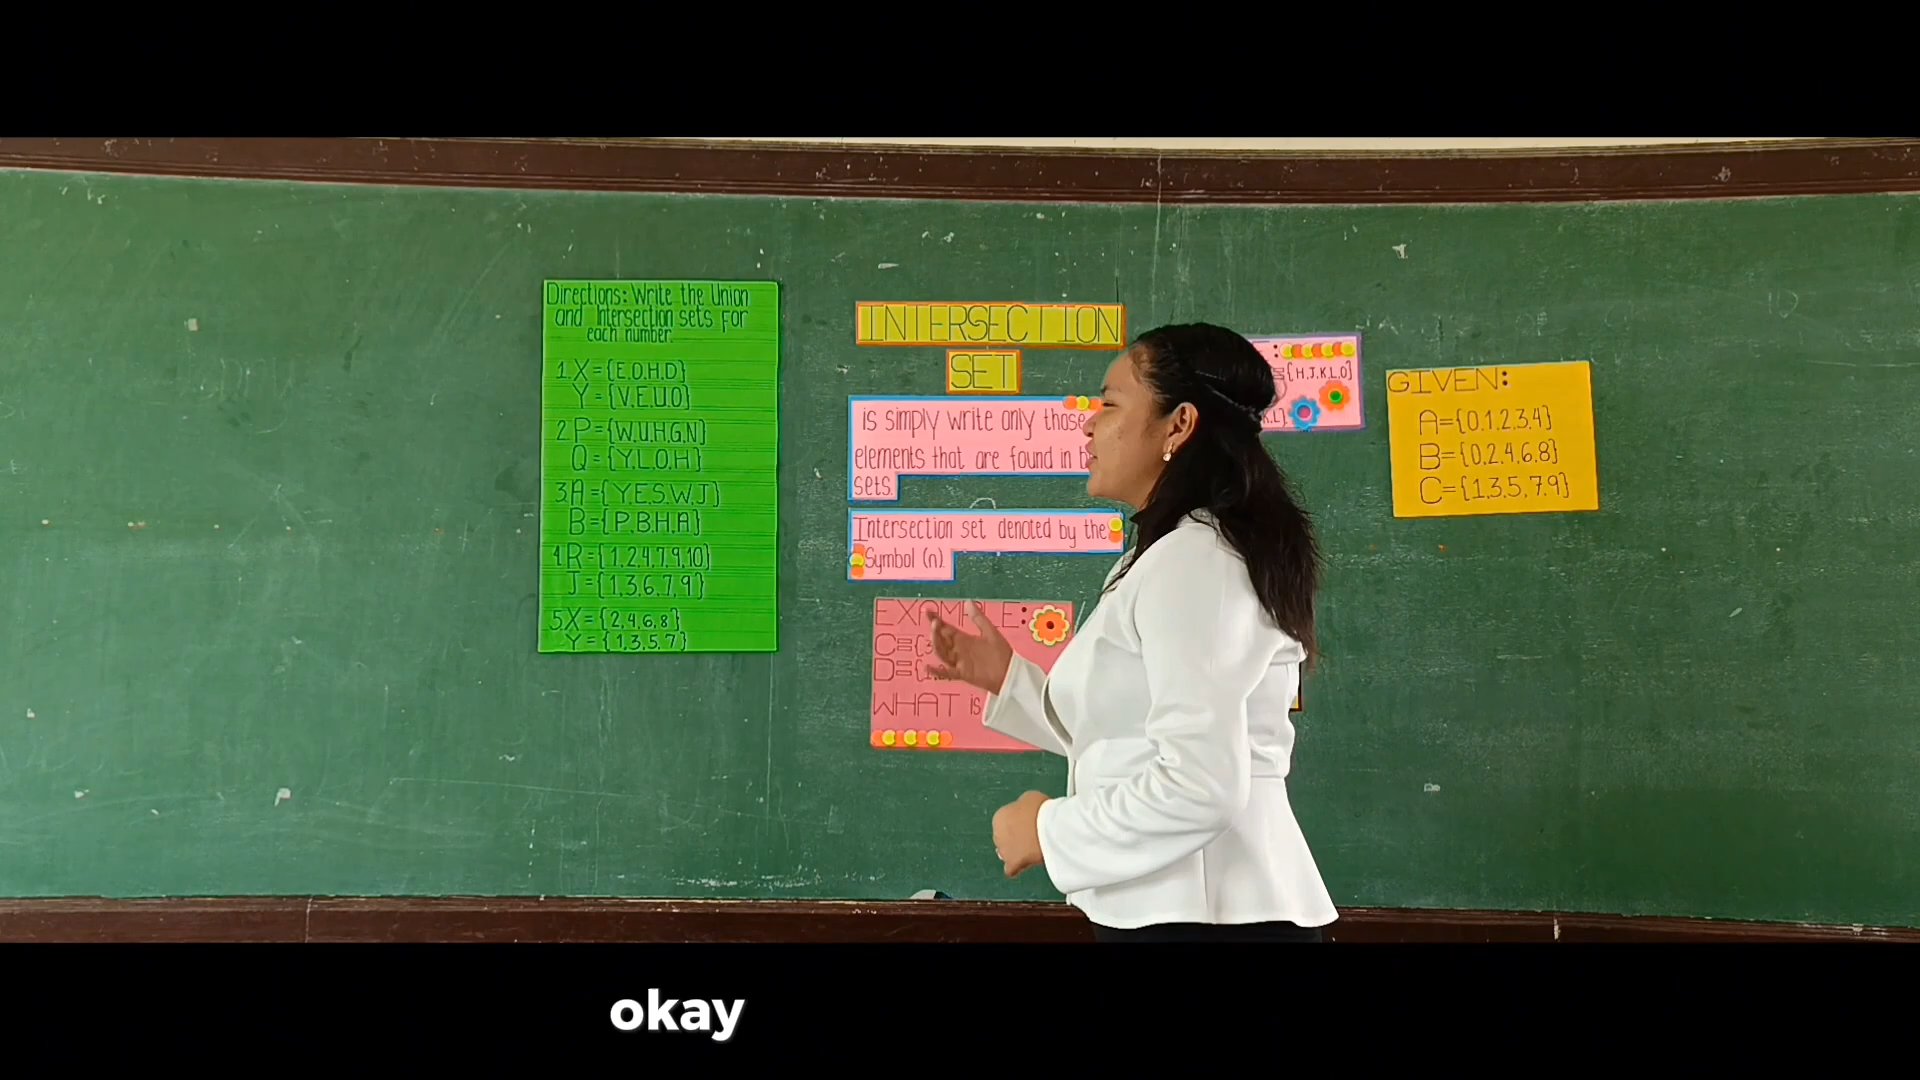 Directions: Write the Union
and Intersection sets for
each number.
1. X = {E,O,H,D}
Y = {V,E,U,O}
2 P = {W,U,H,G,N}
Q = {Y,L,O,H}
3 A = {Y,E,S,W,J}
B = {P,B,H,A}
4 R = {1,2,4,7,9,10}
J = {1,3,6,7,9}
5 X = {2,4,6,8}
Y = {1,3,5,7}
INTERSECTION
SET
is simply write only those
elements that are found in
sets.
Intersection set denoted by the
Symbol (n).
EXAMPLE:
C={
D={
WHAT is
:
={H,J,K,L,O}
K,L}
GIVEN:
A={0,1,2,3,4}
B={0,2,4,6,8}
C={1,3,5,7,9}
okay